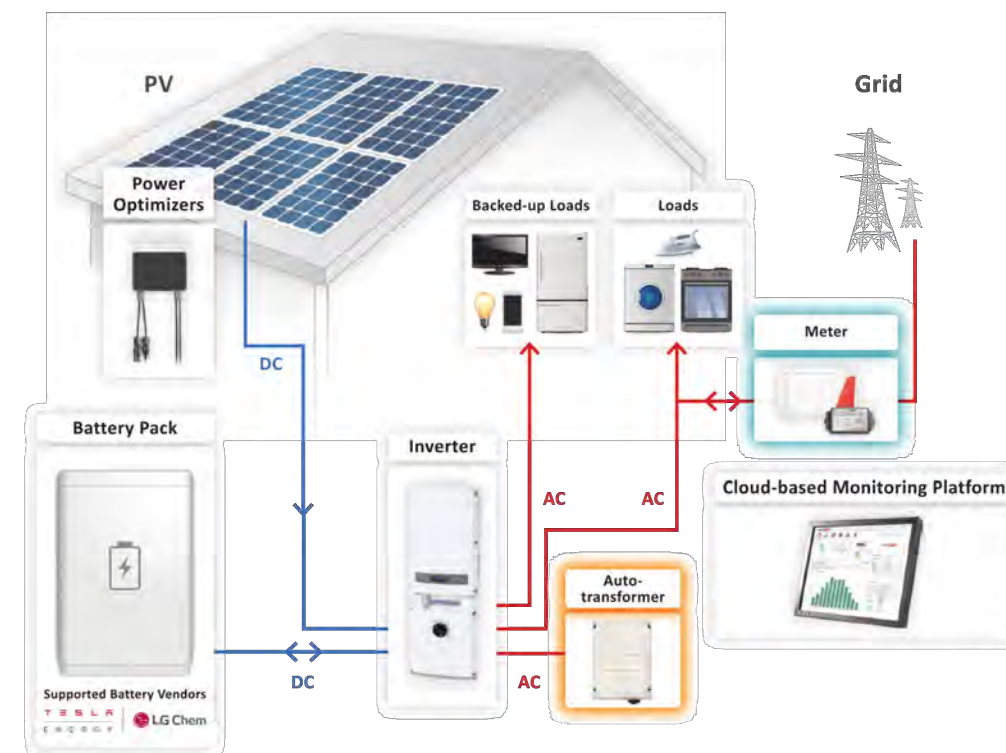 PV
Grid
Power
Optimizers
Backed-up Loads
Loads
Meter
DC
Battery Pack
Inverter
Cloud-based Monitoring Platform
AC
AC
Auto-
transformer
DC
AC
Supported Battery Vendors
TESLA
ENERGY
LG Chem